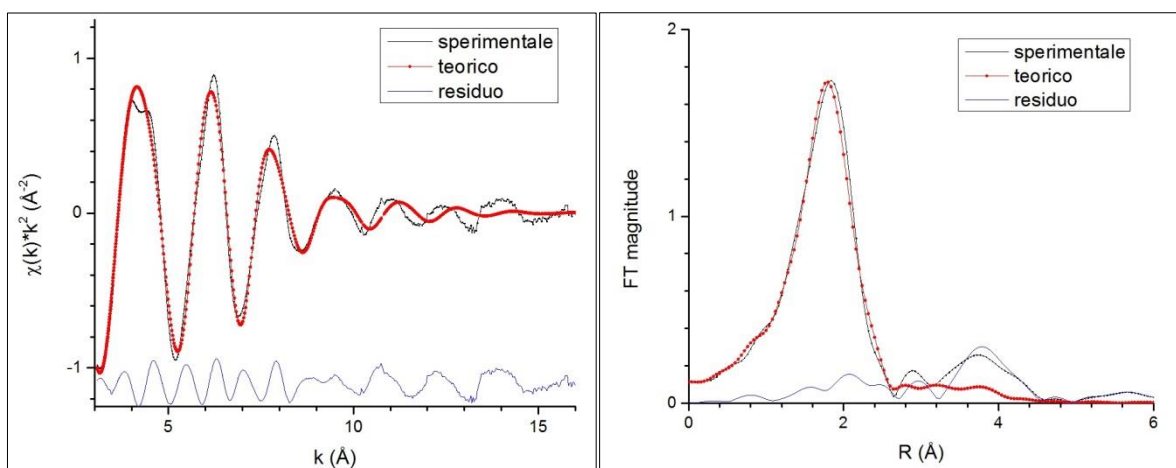 1
0
-1
5
10
15
χ(k)*k² (Å⁻²)
k (Å)
sperimentale
teorico
residuo
2
1
0
0
2
4
6
FT magnitude
R (Å)
sperimentale
teorico
residuo